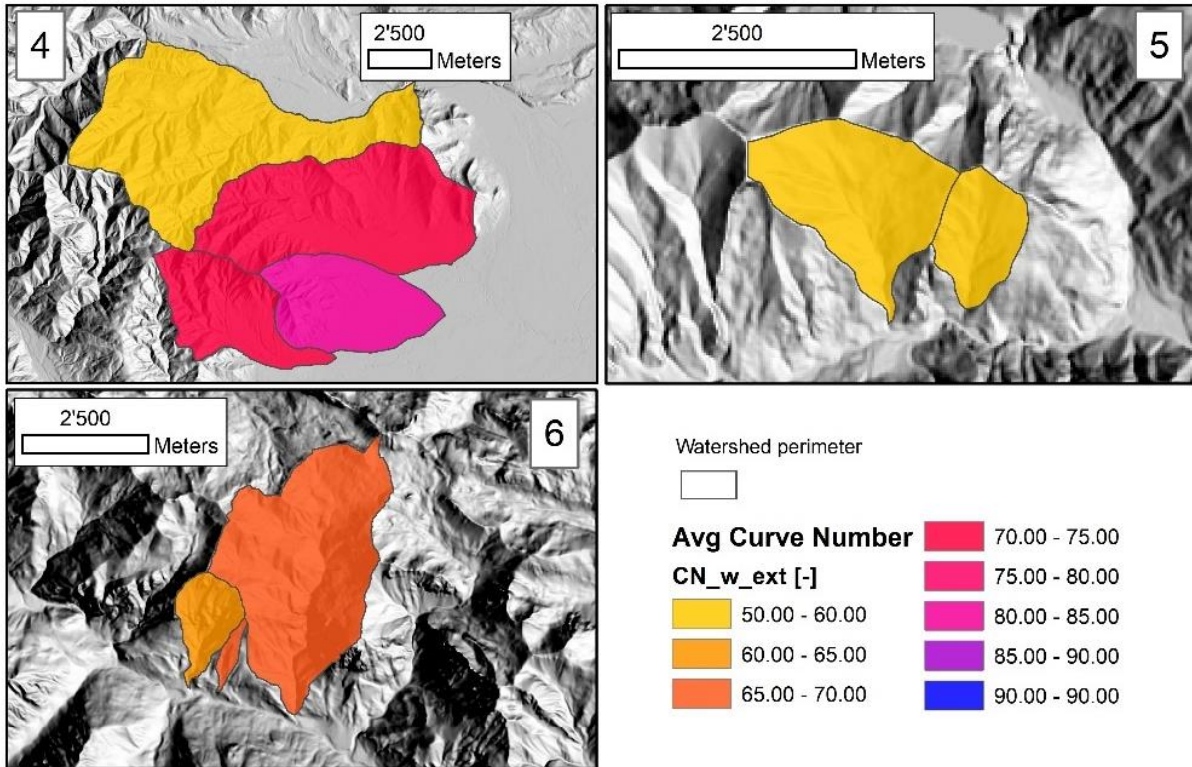 4
2'500
Meters
2'500
Meters
5
2'500
Meters
6
Watershed perimeter
Avg Curve Number
CN_w_ext [-]
50.00 - 60.00
60.00 - 65.00
65.00 - 70.00
70.00 - 75.00
75.00 - 80.00
80.00 - 85.00
85.00 - 90.00
90.00 - 90.00